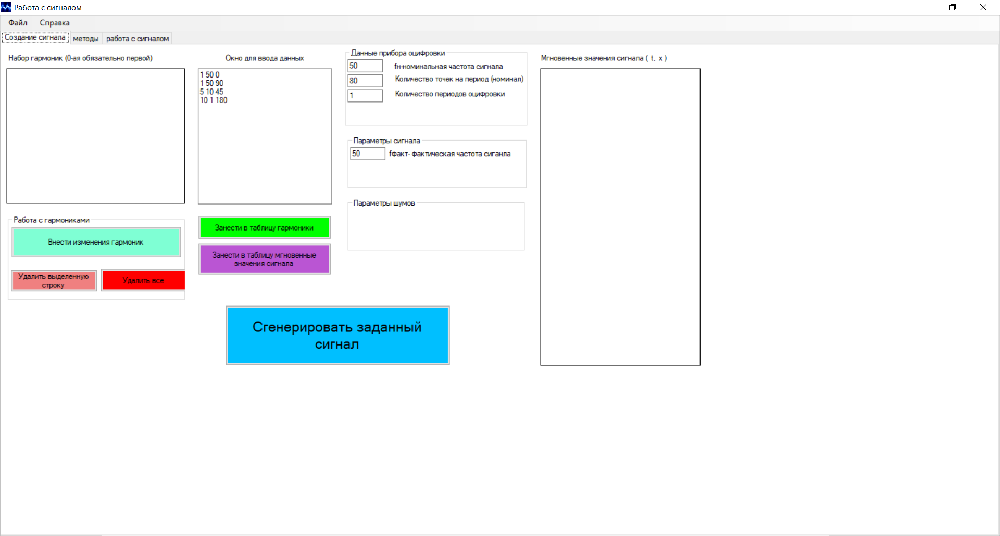 Работа с сигналом
Файл Справка
Создание сигнала методы работа с сигналом
Набор гармоник (0-ая обязательно первой)
Окно для ввода данных
1 50 0
1 50 90
5 10 45
10 1 180
Данные прибора оцифровки
50 fн-номинальная частота сигнала
80 Количество точек на период (номинал)
1 Количество периодов оцифровки
Параметры сигнала
50 fфакт- фактическая частота сиганла
Параметры шумов
Мгновенные значения сигнала ( t, x )
Работа с гармониками
Внести изменения гармоник
Удалить выделенную
строку
Удалить все
Занести в таблицу гармоники
Занести в таблицу мгновенные
значения сигнала
Сгенерировать заданный
сигнал